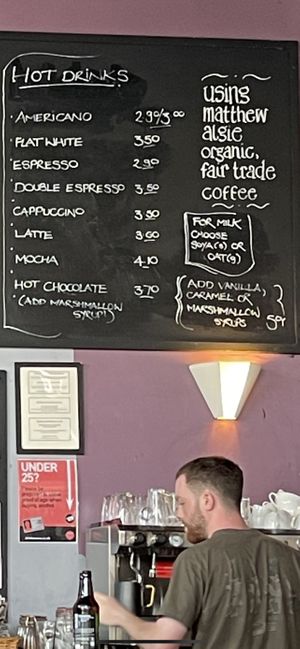 HOT DRINKS
AMERICANO 2.90/3.00
FLAT WHITE 3.50
ESPRESSO 2.90
DOUBLE ESPRESSO 3.50
CAPPUCCINO 3.50
LATTE 3.50
MOCHA 4.10
HOT CHOCOLATE 3.70
(ADD MARSHMALLOW
SYRUP!)
using
matthew
algie
organic,
fair trade
coffee
FOR MILK
CHOOSE
SOYA(S) OR
OAT(G)
(ADD VANILLA,
CARAMEL OR
MARSHMALLOW
SYRUPS 50P
UNDER
25?